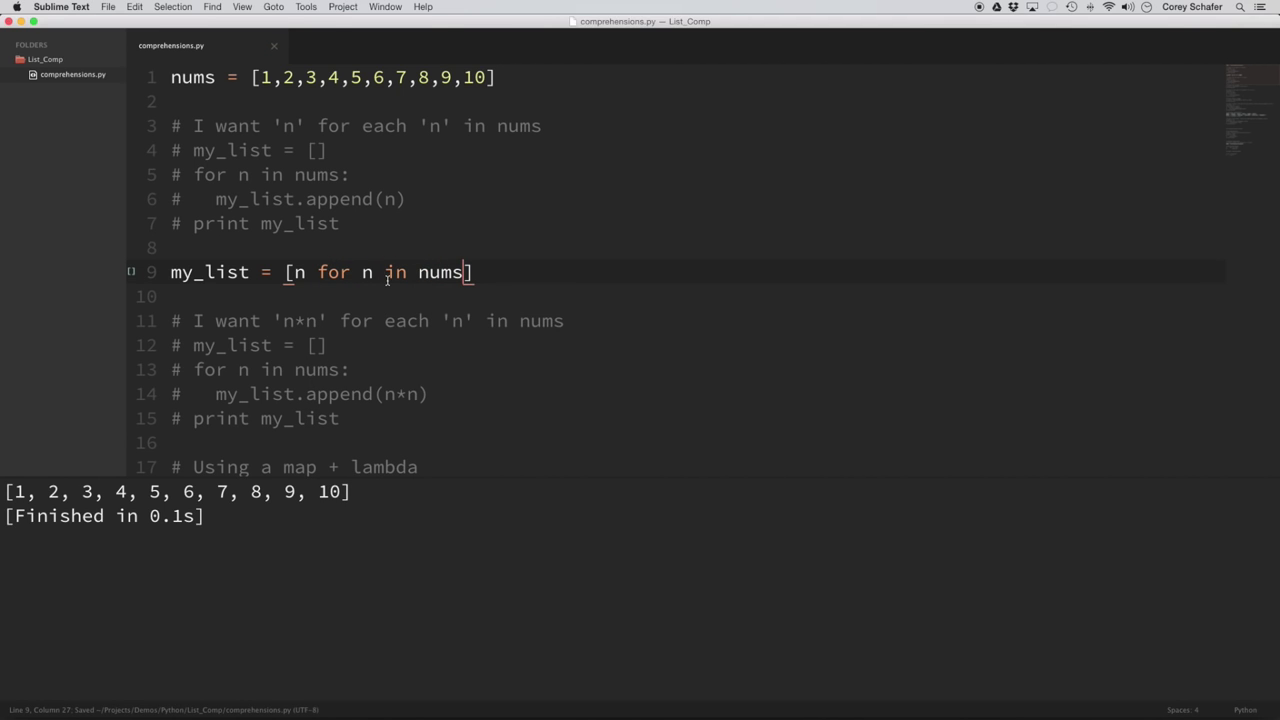 Sublime Text File Edit Selection Find View Goto Tools Project Window Help Corey Schafer
comprehensions.py — List_Comp
FOLDERS
List_Comp
comprehensions.py
comprehensions.py ×
1 nums = [1,2,3,4,5,6,7,8,9,10]
2
3 # I want 'n' for each 'n' in nums
4 # my_list = []
5 # for n in nums:
6 #   my_list.append(n)
7 # print my_list
8
[] 9 my_list = [n for n in nums]
10
11 # I want 'n*n' for each 'n' in nums
12 # my_list = []
13 # for n in nums:
14 #   my_list.append(n*n)
15 # print my_list
16
17 # Using a map + lambda
[1, 2, 3, 4, 5, 6, 7, 8, 9, 10]
[Finished in 0.1s]
Line 9, Column 27; Saved ~/Projects/Demos/Python/List_Comp/comprehensions.py (UTF-8) Spaces: 4 Python